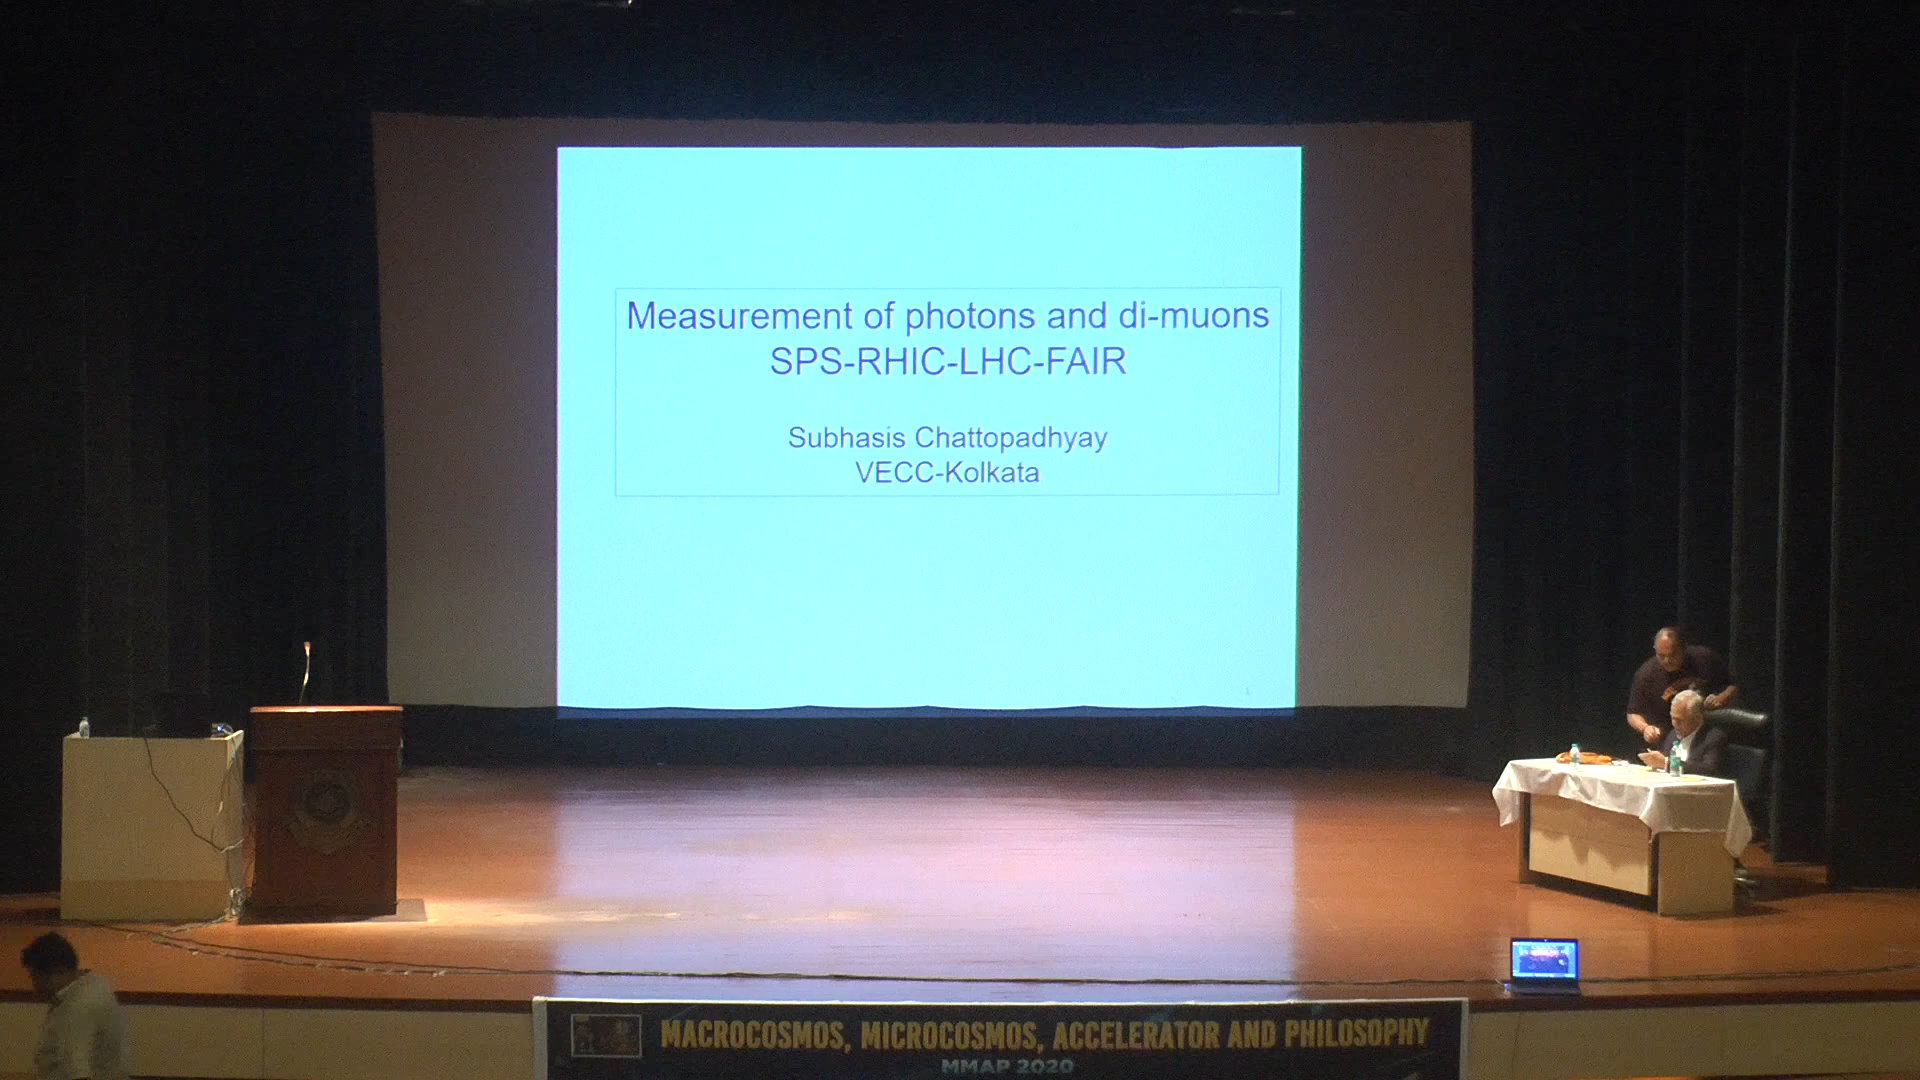 Measurement of photons and di-muons
SPS-RHIC-LHC-FAIR
Subhasis Chattopadhyay
VECC-Kolkata
MACROCOSMOS, MICROCOSMOS, ACCELERATOR AND PHILOSOPHY
MMAP 2020